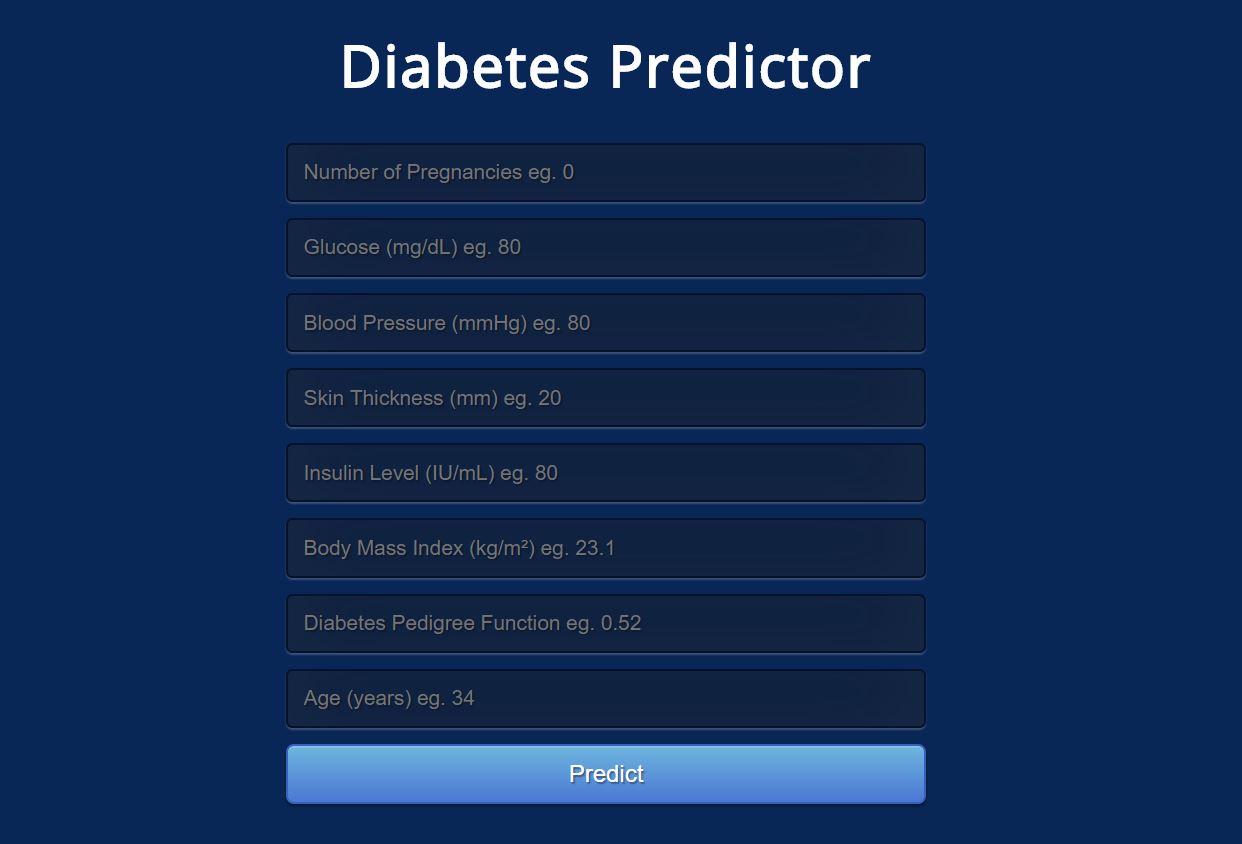 Diabetes Predictor
Number of Pregnancies eg. 0
Glucose (mg/dL) eg. 80
Blood Pressure (mmHg) eg. 80
Skin Thickness (mm) eg. 20
Insulin Level (IU/mL) eg. 80
Body Mass Index (kg/m²) eg. 23.1
Diabetes Pedigree Function eg. 0.52
Age (years) eg. 34
Predict